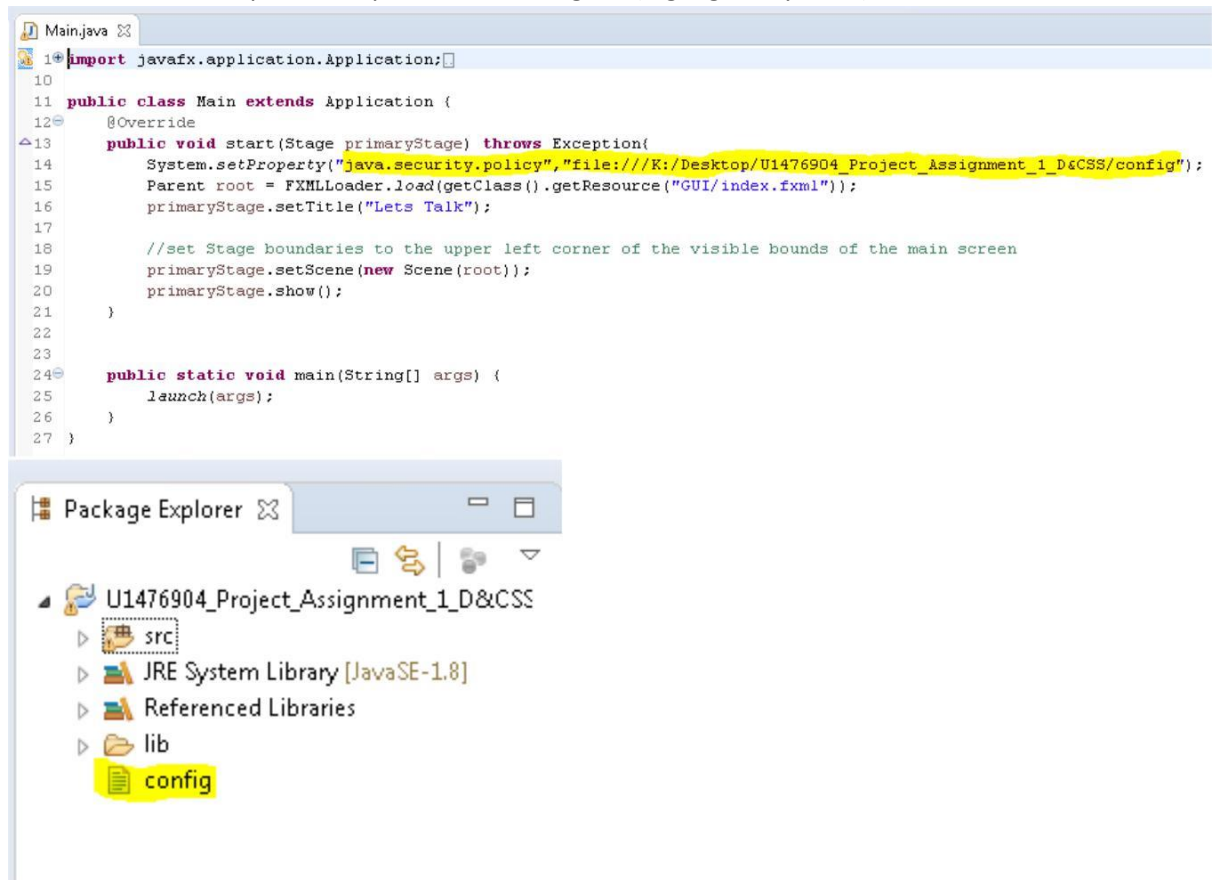 Main.java
1 import javafx.application.Application;
10
11 public class Main extends Application {
12 @Override
13 public void start(Stage primaryStage) throws Exception{
14 System.setProperty("java.security.policy","file:///K:/Desktop/U1476904_Project_Assignment_1_D&CSS/config");
15 Parent root = FXMLLoader.load(getClass().getResource("GUI/index.fxml"));
16 primaryStage.setTitle("Lets Talk");
17
18 //set Stage boundaries to the upper left corner of the visible bounds of the main screen
19 primaryStage.setScene(new Scene(root));
20 primaryStage.show();
21 }
22
23
24 public static void main(String[] args) {
25 launch(args);
26 }
27 }
Package Explorer
U1476904_Project_Assignment_1_D&CSS
src
JRE System Library [JavaSE-1.8]
Referenced Libraries
lib
config